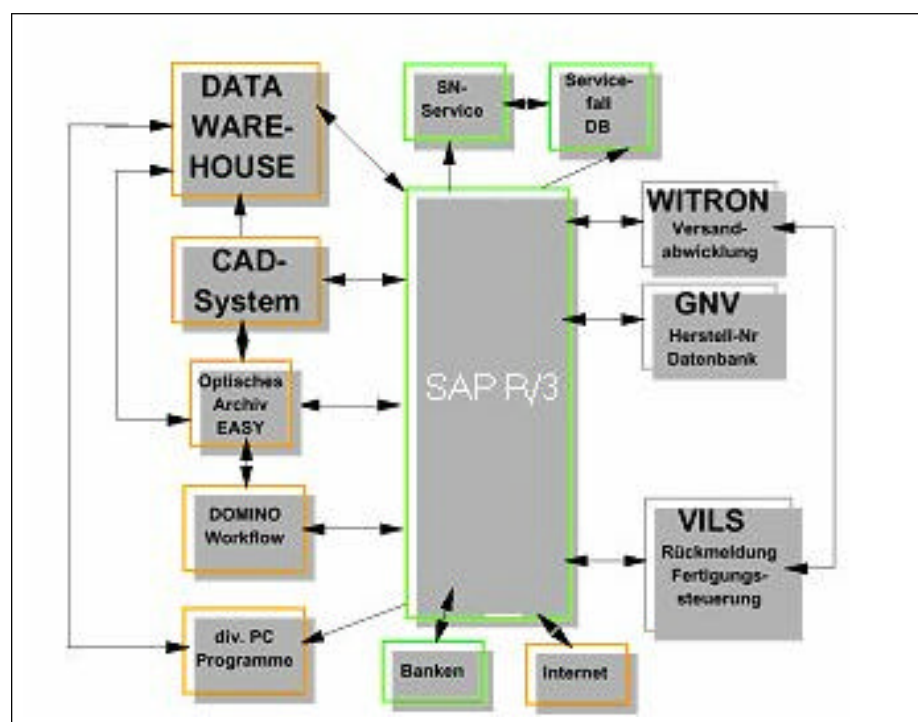 DATA
WARE-
HOUSE
SN-
Service
Service-
fall
DB
WITRON
Versand-
abwicklung
CAD-
System
GNV
Herstell-Nr
Datenbank
Optisches
Archiv
EASY
SAP R/3
DOMINO
Workflow
VILS
Rückmeldung
Fertigungs-
steuerung
div. PC
Programme
Banken
Internet